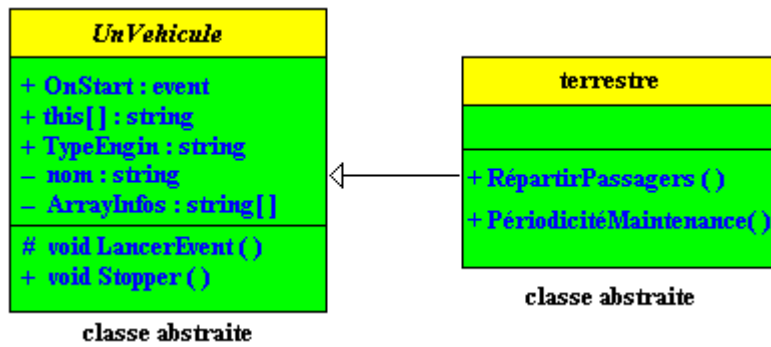 UnVehicule
+ OnStart : event
+ this[] : string
+ TypeEngin : string
– nom : string
– ArrayInfos : string[]
# void LancerEvent ( )
+ void Stopper ( )
classe abstraite
terrestre
+ RépartirPassagers ( )
+ PériodicitéMaintenance( )
classe abstraite